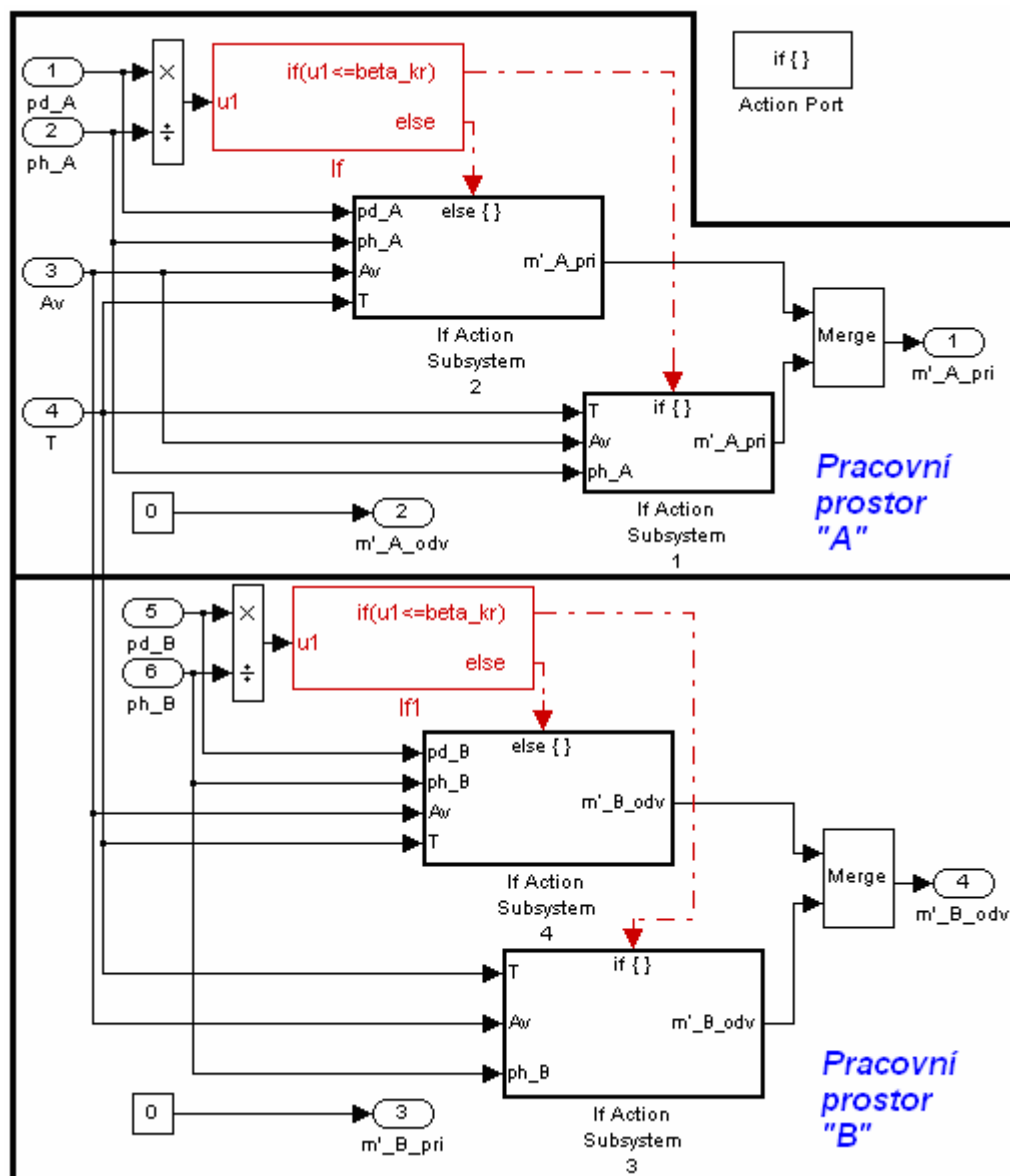 1
pd_A
2
ph_A
×
÷
u1
if(u1<=beta_kr)
else
If
if { }
Action Port
pd_A
ph_A
Av
T
else { }
m'_A_pri
If Action
Subsystem
2
3
Av
4
T
T
Av
ph_A
if { }
m'_A_pri
If Action
Subsystem
1
Merge
1
m'_A_pri
0
2
m'_A_odv
Pracovní
prostor
"A"
5
pd_B
6
ph_B
×
÷
u1
if(u1<=beta_kr)
else
If1
pd_B
ph_B
Av
T
else { }
m'_B_odv
If Action
Subsystem
4
T
Av
ph_B
if { }
m'_B_odv
If Action
Subsystem
3
Merge
4
m'_B_odv
0
3
m'_B_pri
Pracovní
prostor
"B"